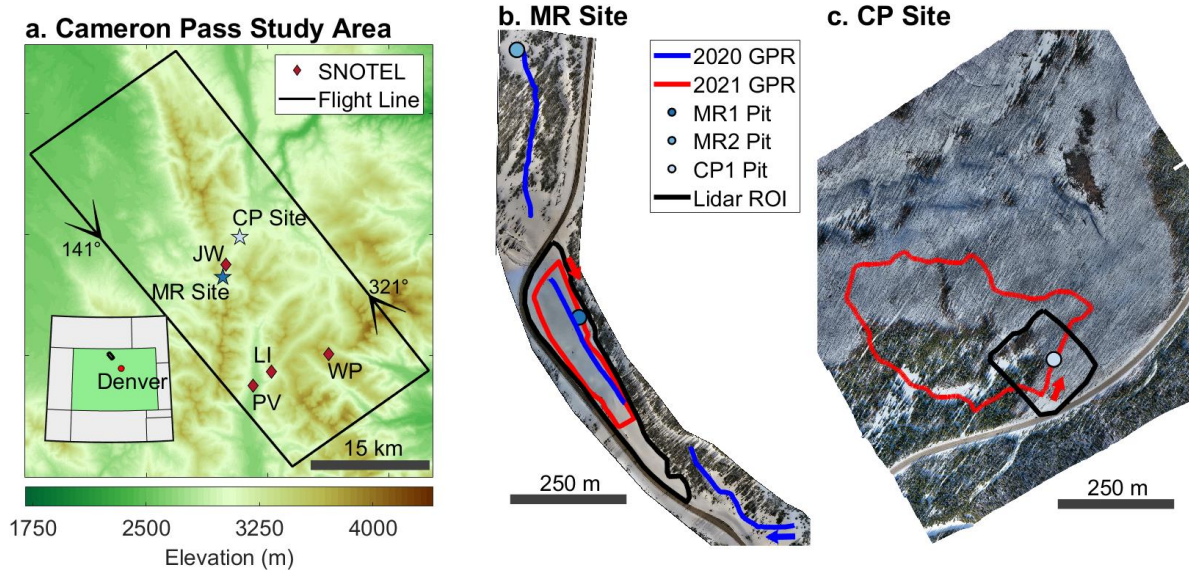 a. Cameron Pass Study Area
SNOTEL
Flight Line
CP Site
JW
MR Site
141°
321°
LI
WP
PV
Denver
15 km
1750 2500 3250 4000
Elevation (m)
b. MR Site
2020 GPR
2021 GPR
MR1 Pit
MR2 Pit
CP1 Pit
Lidar ROI
250 m
c. CP Site
250 m